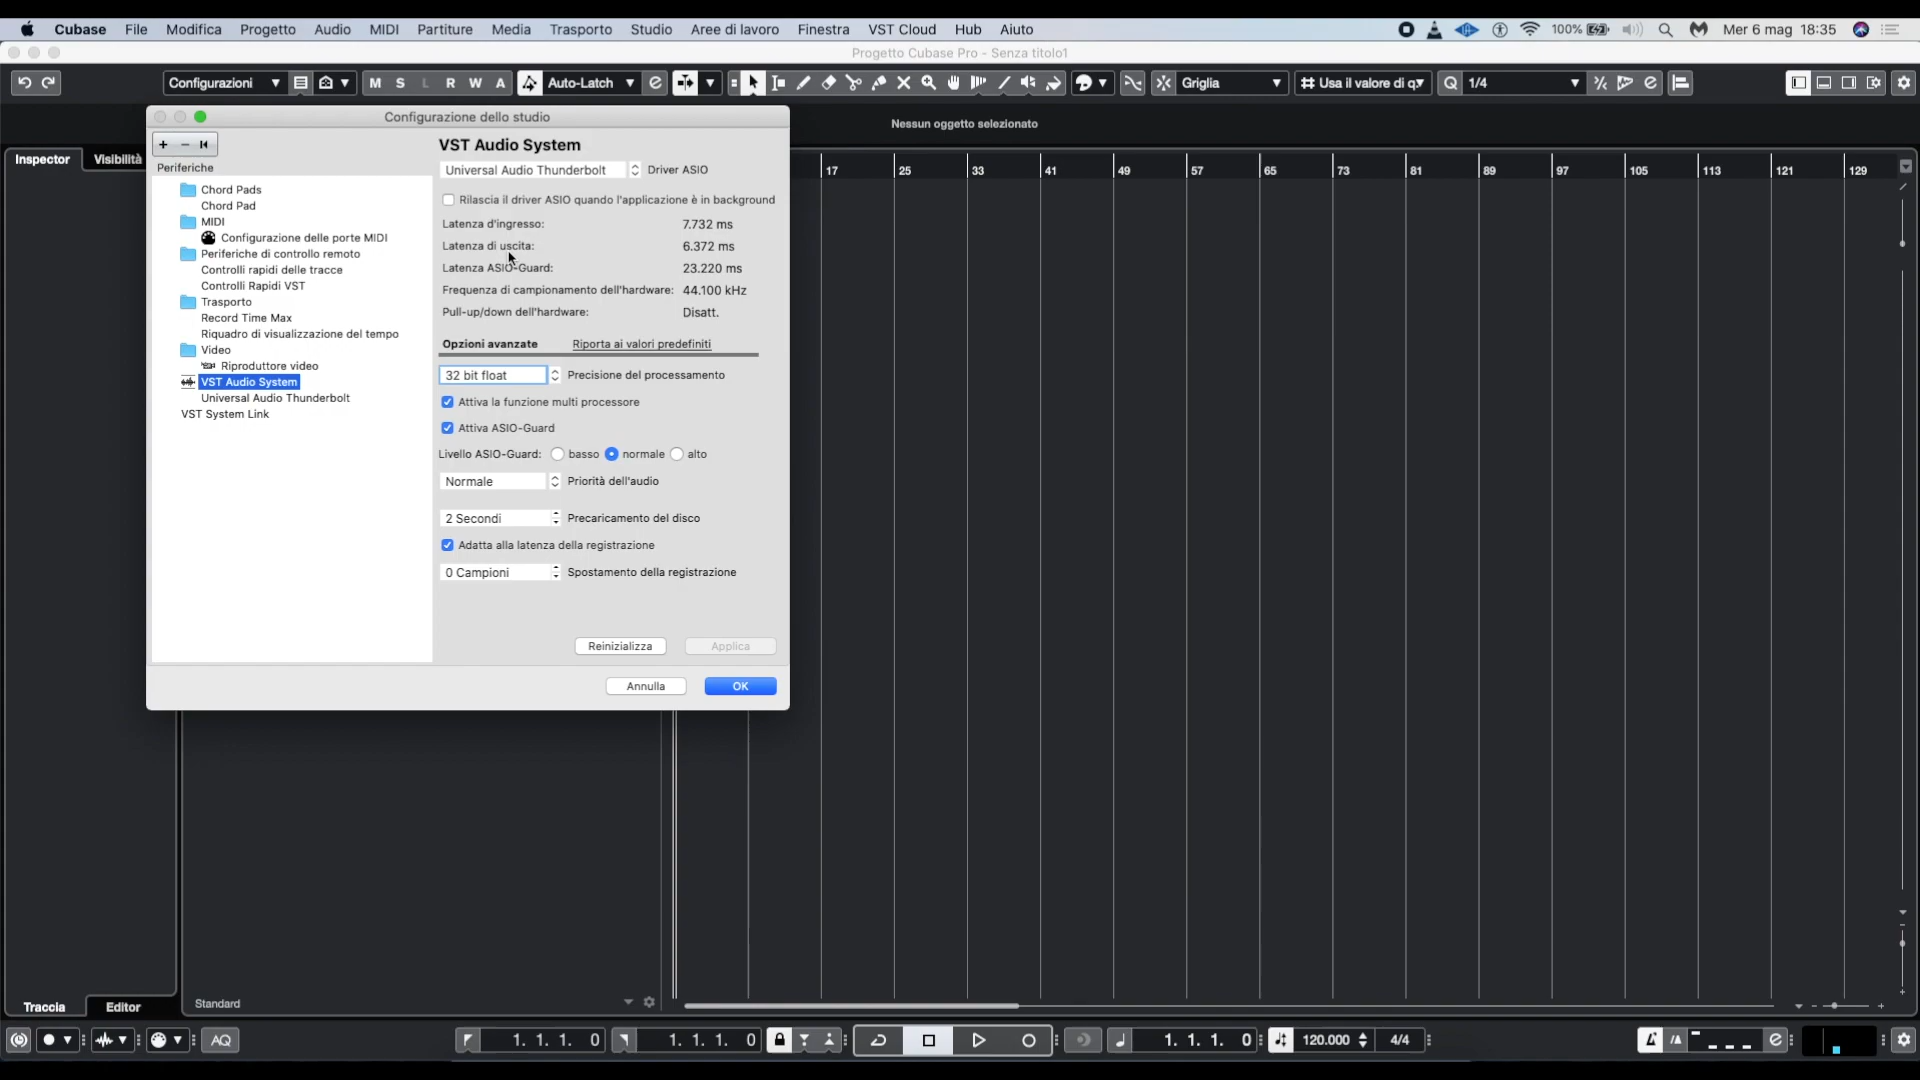 Cubase File Modifica Progetto Audio MIDI Partiture Media Trasporto Studio Aree di lavoro Finestra VST Cloud Hub Aiuto 100% Mer 6 mag 18:35
Progetto Cubase Pro - Senza titolo1
Configurazioni M S L R W A Auto-Latch Griglia Usa il valore di q Q 1/4
Nessun oggetto selezionato
Inspector Visibilità
17 25 33 41 49 57 65 73 81 89 97 105 113 121 129
Configurazione dello studio
Periferiche
Chord Pads
Chord Pad
MIDI
Configurazione delle porte MIDI
Periferiche di controllo remoto
Controlli rapidi delle tracce
Controlli Rapidi VST
Trasporto
Record Time Max
Riquadro di visualizzazione del tempo
Video
Riproduttore video
VST Audio System
Universal Audio Thunderbolt
VST System Link
VST Audio System
Universal Audio Thunderbolt Driver ASIO
Rilascia il driver ASIO quando l'applicazione è in background
Latenza d'ingresso: 7.732 ms
Latenza di uscita: 6.372 ms
Latenza ASIO-Guard: 23.220 ms
Frequenza di campionamento dell'hardware: 44.100 kHz
Pull-up/down dell'hardware: Disatt.
Opzioni avanzate Riporta ai valori predefiniti
32 bit float Precisione del processamento
Attiva la funzione multi processore
Attiva ASIO-Guard
Livello ASIO-Guard: basso normale alto
Normale Priorità dell'audio
2 Secondi Precaricamento del disco
Adatta alla latenza della registrazione
0 Campioni Spostamento della registrazione
Reinizializza Applica
Annulla OK
Traccia Editor Standard
AQ 1. 1. 1. 0 1. 1. 1. 0 1. 1. 1. 0 120.000 4/4